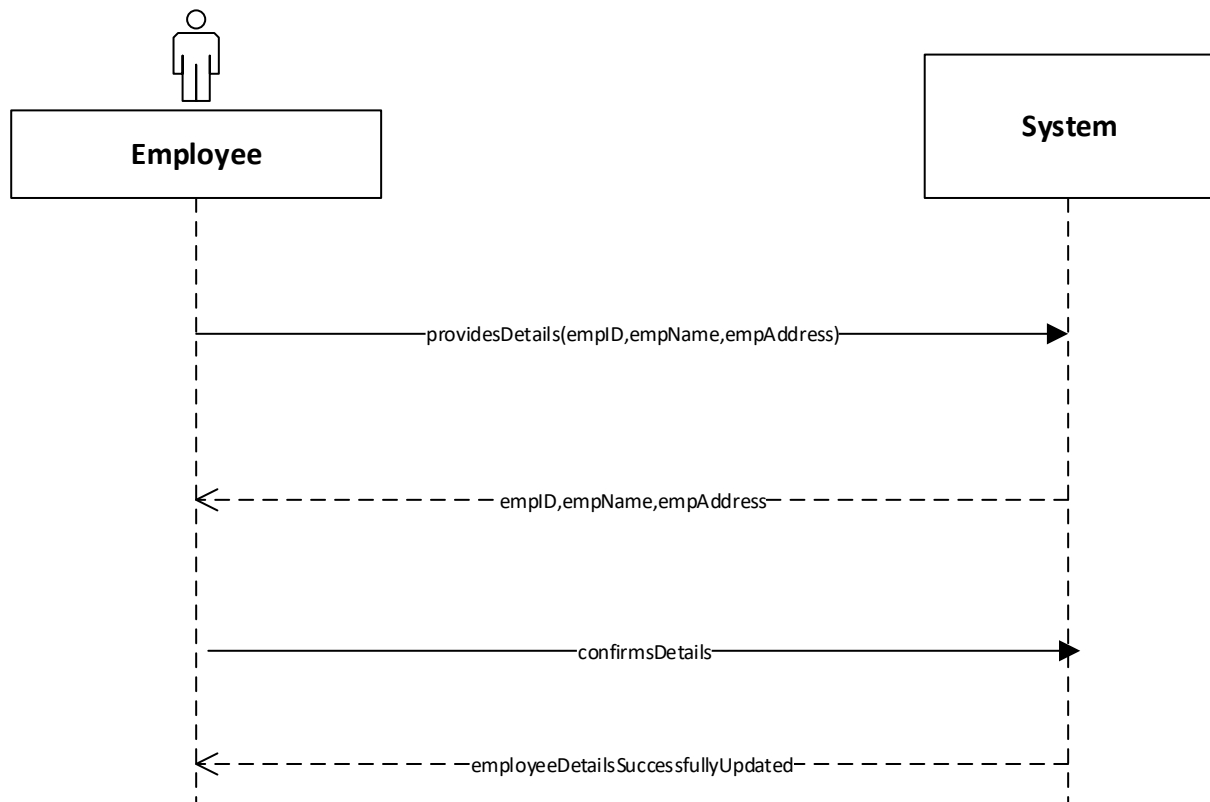 Employee
System
providesDetails(empID,empName,empAddress)
empID,empName,empAddress
confirmsDetails
employeeDetailsSuccessfullyUpdated